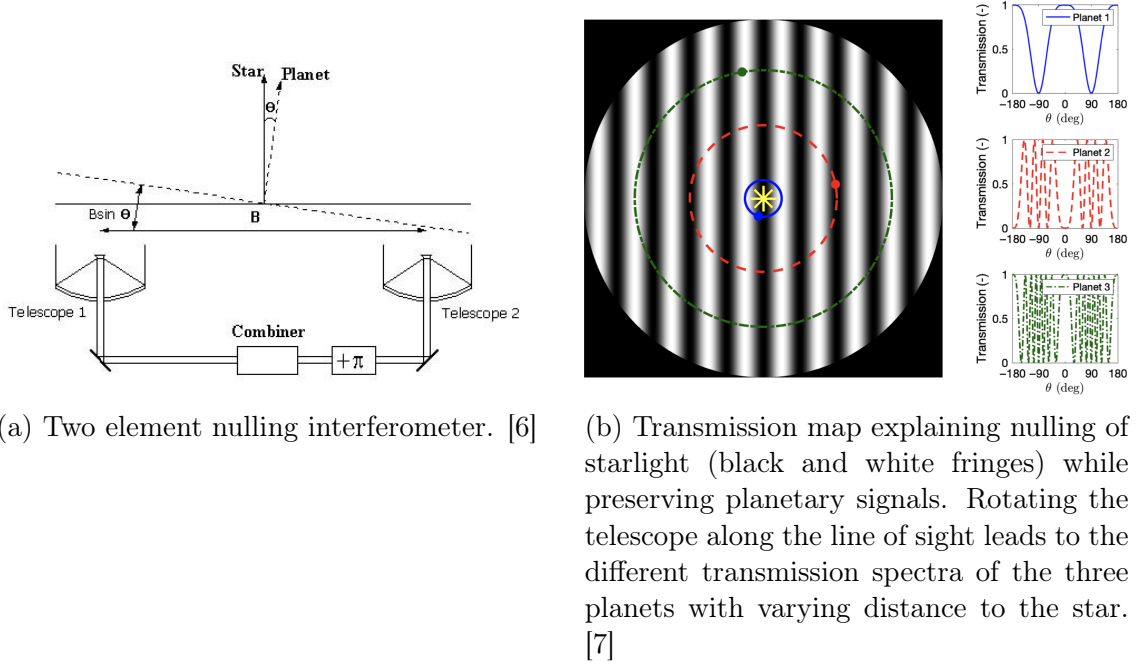 Star
Planet
Θ
Bsin Θ
B
Telescope 1
Telescope 2
Combiner
+π
(a) Two element nulling interferometer. [6]
Transmission (-)
1
0.5
0
Planet 1
-180 -90 0 90 180
θ (deg)
Transmission (-)
1
0.5
0
Planet 2
-180 -90 0 90 180
θ (deg)
Transmission (-)
1
0.5
0
Planet 3
-180 -90 0 90 180
θ (deg)
(b) Transmission map explaining nulling of
starlight (black and white fringes) while
preserving planetary signals. Rotating the
telescope along the line of sight leads to the
different transmission spectra of the three
planets with varying distance to the star.
[7]